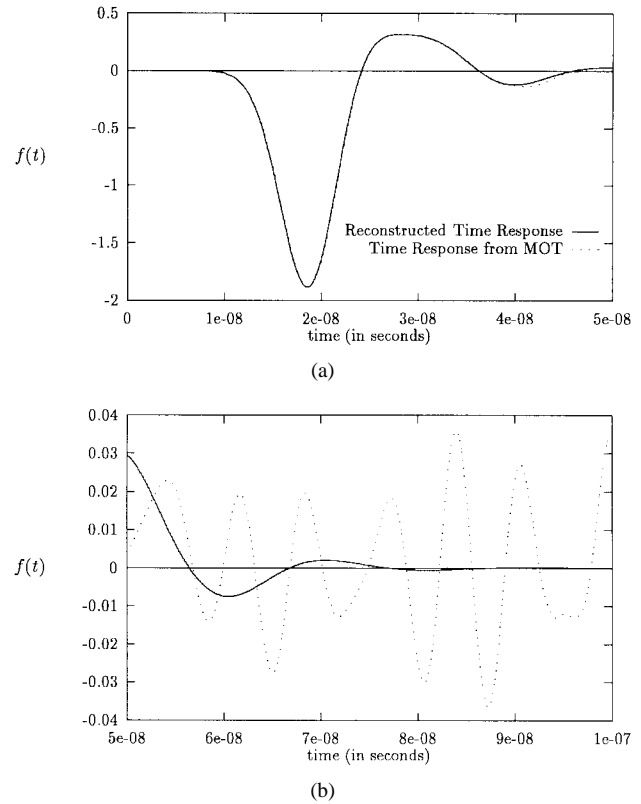 0.5
0
-0.5
f(t)
-1
-1.5
-2
Reconstructed Time Response
Time Response from MOT
0 1e-08 2e-08 3e-08 4e-08 5e-08
time (in seconds)
(a)
0.04
0.03
0.02
0.01
f(t)
0
-0.01
-0.02
-0.03
-0.04
5e-08 6e-08 7e-08 8e-08 9e-08 1e-07
time (in seconds)
(b)